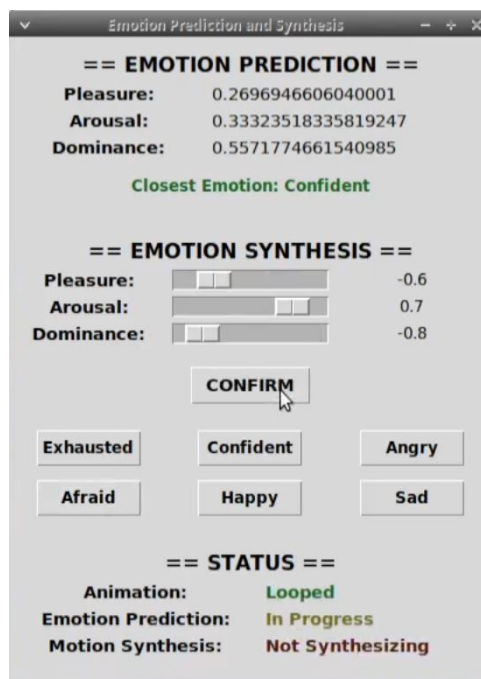 Emotion Prediction and Synthesis
== EMOTION PREDICTION ==
Pleasure: 0.2696946606040001
Arousal: 0.33323518335819247
Dominance: 0.5571774661540985
Closest Emotion: Confident
== EMOTION SYNTHESIS ==
Pleasure: -0.6
Arousal: 0.7
Dominance: -0.8
CONFIRM
Exhausted Confident Angry
Afraid Happy Sad
== STATUS ==
Animation: Looped
Emotion Prediction: In Progress
Motion Synthesis: Not Synthesizing